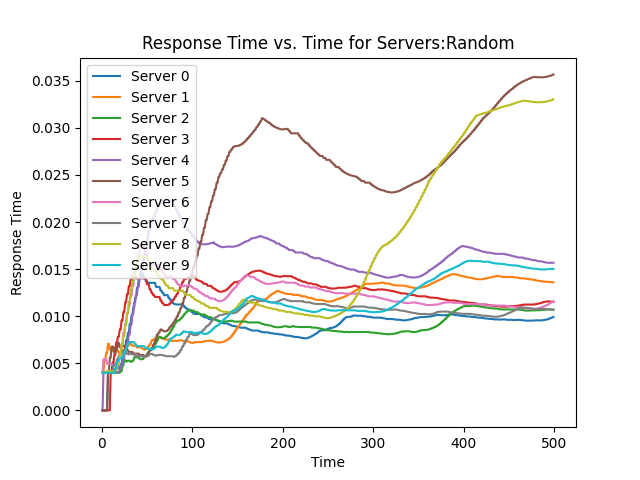 Response Time vs. Time for Servers:Random
Response Time
0.035
0.030
0.025
0.020
0.015
0.010
0.005
0.000
Server 0
Server 1
Server 2
Server 3
Server 4
Server 5
Server 6
Server 7
Server 8
Server 9
0 100 200 300 400 500
Time